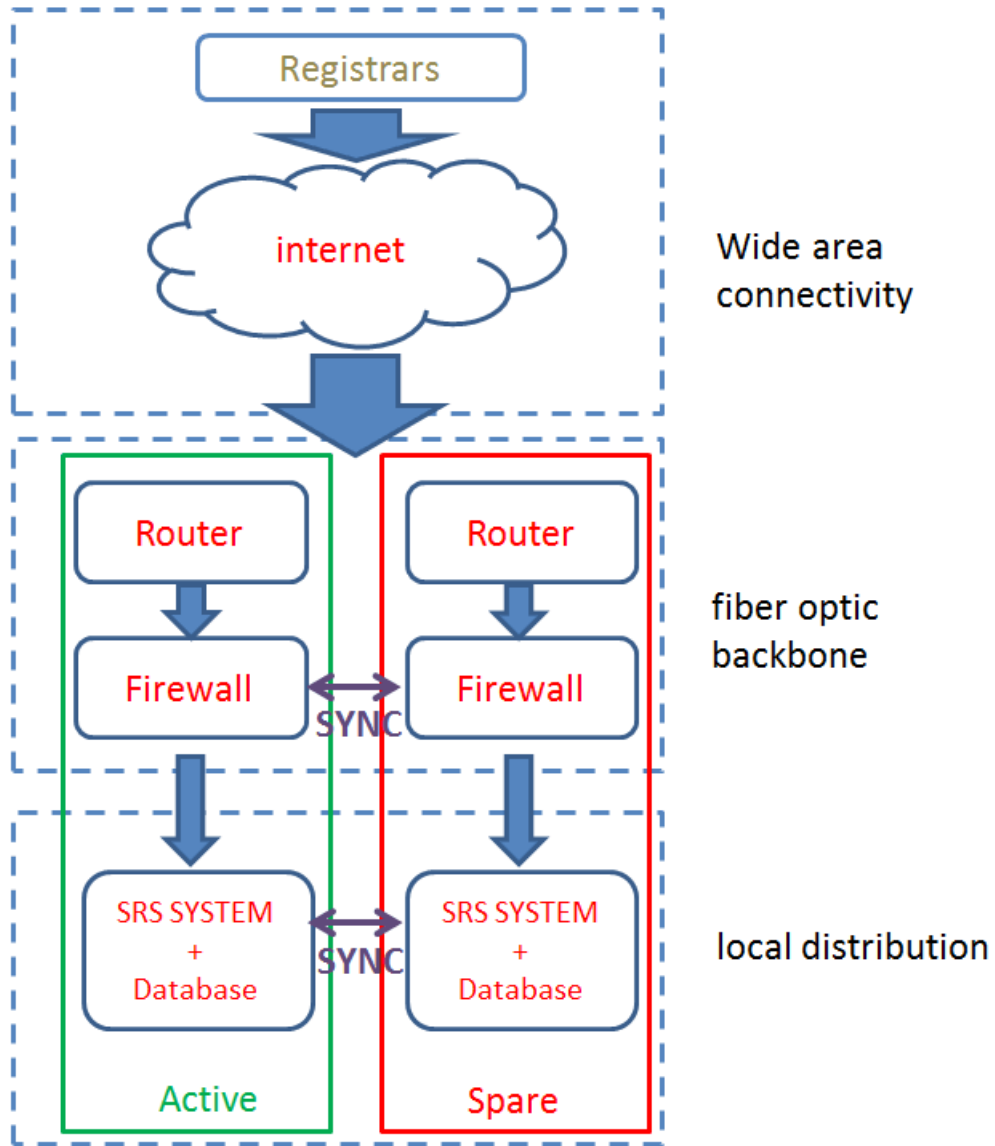 Registrars
internet
Wide area
connectivity
Router
Router
fiber optic
backbone
Firewall
Firewall
SYNC
SRS SYSTEM
+
Database
SRS SYSTEM
+
Database
SYNC
local distribution
Active
Spare